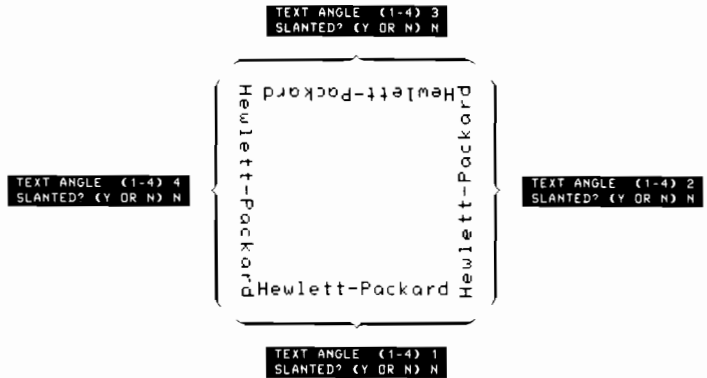 TEXT ANGLE (1-4) 3
SLANTED? (Y OR N) N
Hewlett-Packard
Hewlett-Packard
Hewlett-Packard
TEXT ANGLE (1-4) 4
SLANTED? (Y OR N) N
TEXT ANGLE (1-4) 2
SLANTED? (Y OR N) N
Hewlett-Packard
TEXT ANGLE (1-4) 1
SLANTED? (Y OR N) N